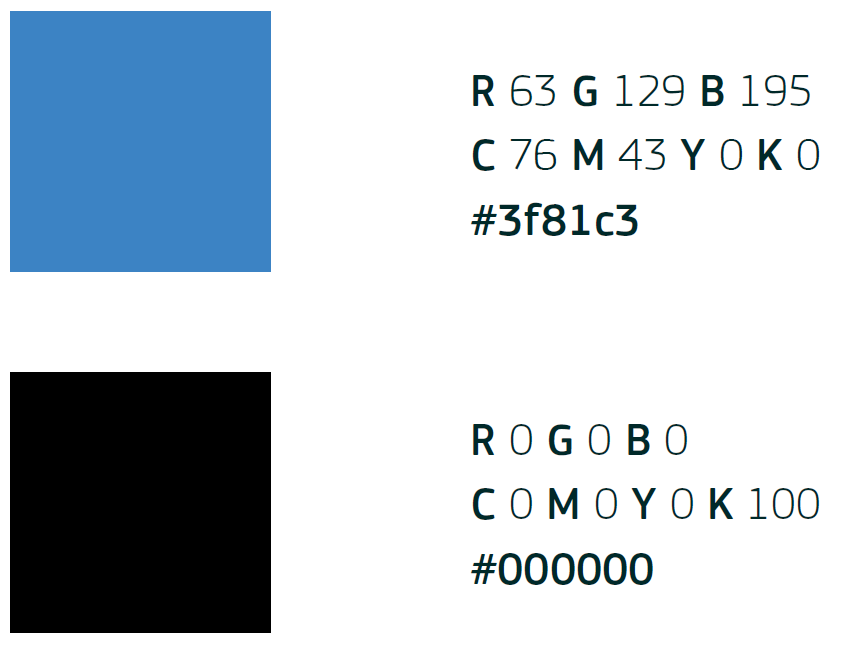 R 63 G 129 B 195
C 76 M 43 Y 0 K 0
#3f81c3
R 0 G 0 B 0
C 0 M 0 Y 0 K 100
#000000